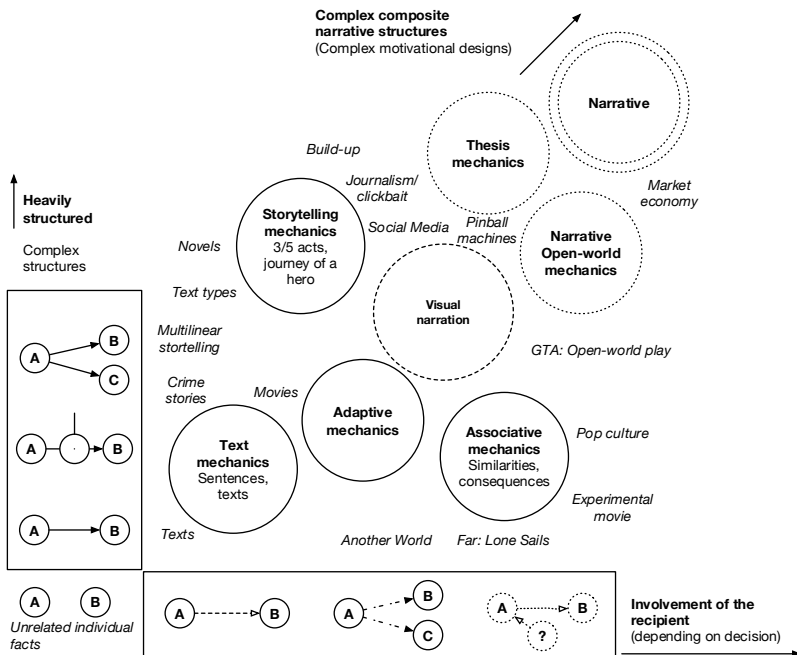 Complex composite
narrative structures
(Complex motivational designs)
Narrative
Thesis
mechanics
Build-up
Journalism/
clickbait
Market
economy
Heavily
structured
Complex
structures
Storytelling
mechanics
3/5 acts,
journey of a
hero
Social Media
Pinball
machines
Narrative
Open-world
mechanics
Novels
Text types
Visual
narration
Multilinear
stortelling
GTA: Open-world play
A
B
C
Crime
stories
Movies
Adaptive
mechanics
Text
mechanics
Sentences,
texts
Associative
mechanics
Similarities,
consequences
Pop culture
A
B
Experimental
movie
A
B
Texts
Another World
Far: Lone Sails
A
B
Unrelated individual
facts
A
B
A
B
C
A
B
?
Involvement of the
recipient
(depending on decision)